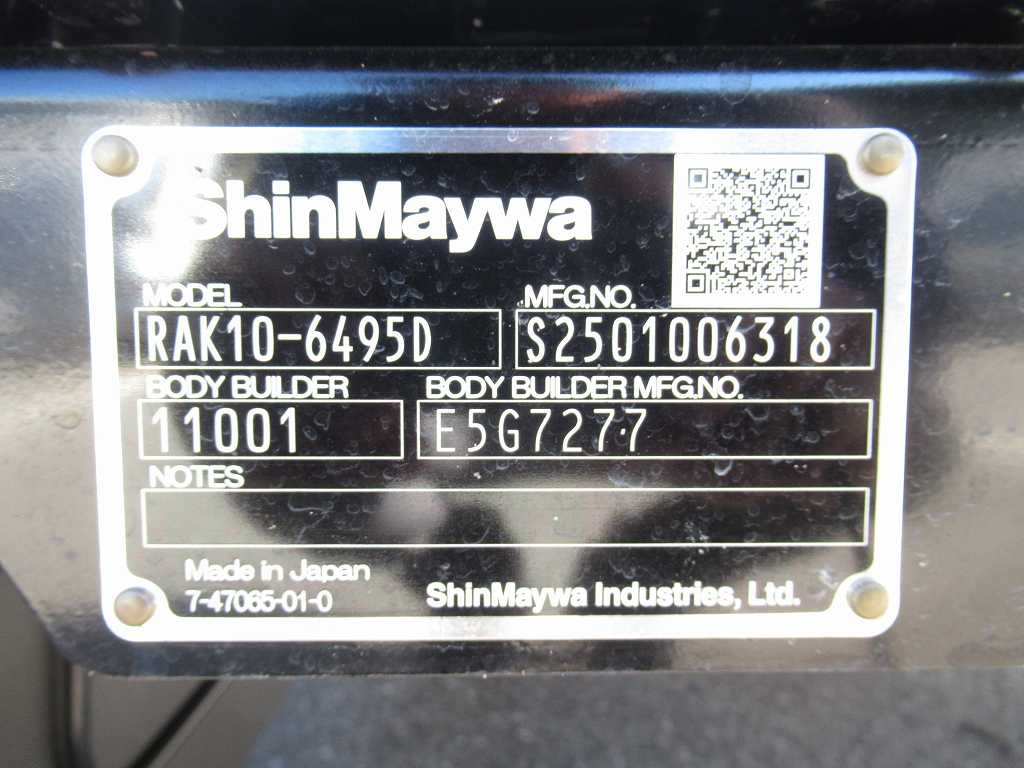 ShinMaywa
MODEL MFG.NO.
RAK10-6495D S2501006318
BODY BUILDER BODY BUILDER MFG.NO.
11001 E5G7277
NOTES
Made in Japan
7-47065-01-0 ShinMaywa Industries, Ltd.